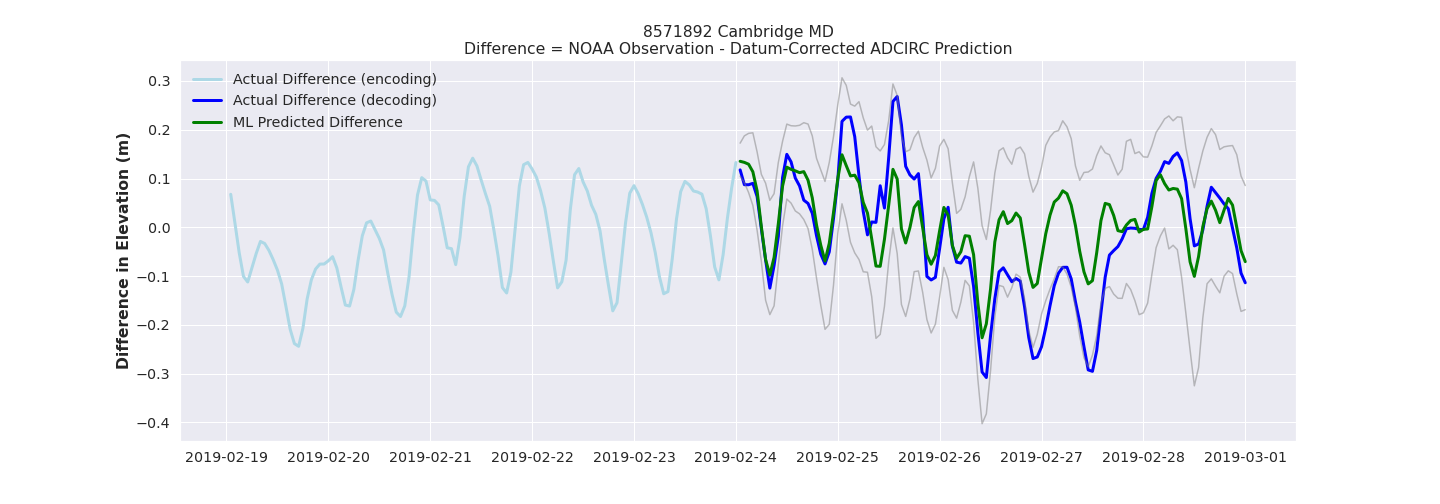 8571892 Cambridge MD
Difference = NOAA Observation - Datum-Corrected ADCIRC Prediction
Actual Difference (encoding)
Actual Difference (decoding)
ML Predicted Difference
Difference in Elevation (m)
0.3
0.2
0.1
0.0
−0.1
−0.2
−0.3
−0.4
2019-02-19 2019-02-20 2019-02-21 2019-02-22 2019-02-23 2019-02-24 2019-02-25 2019-02-26 2019-02-27 2019-02-28 2019-03-01